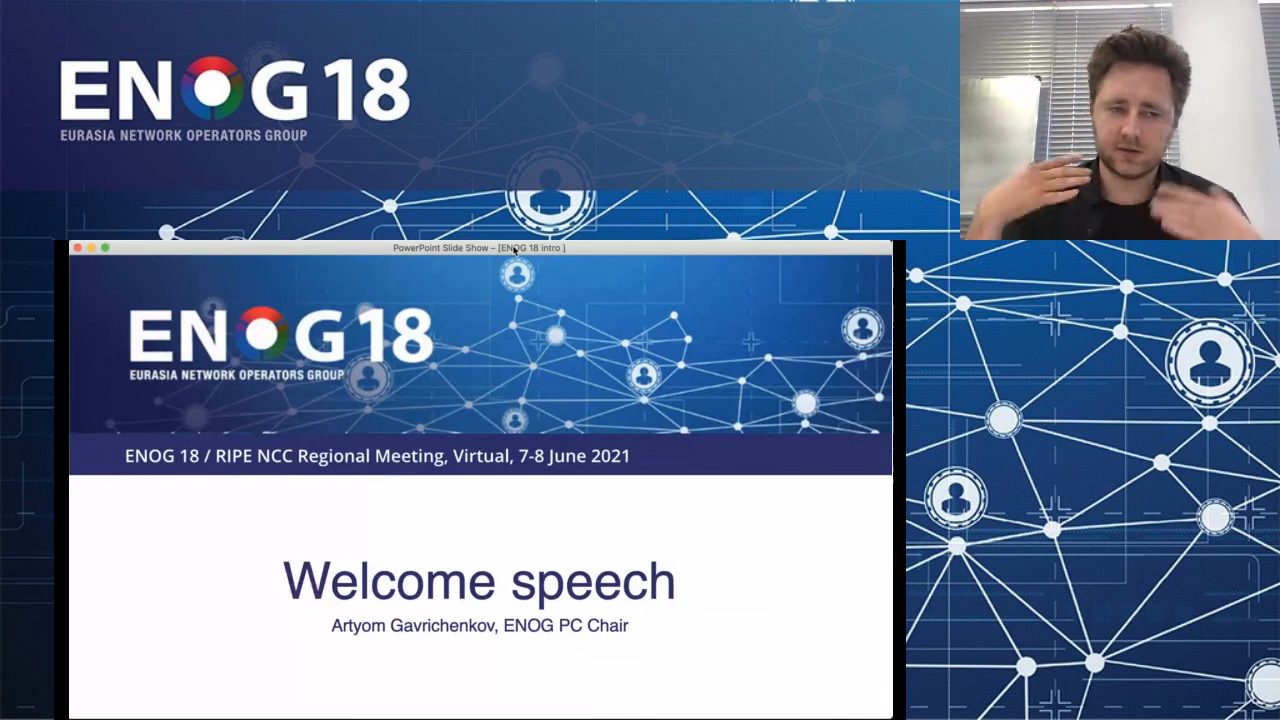 ENOG 18
EURASIA NETWORK OPERATORS GROUP
PowerPoint Slide Show – [ENOG 18 intro ]
ENOG 18
EURASIA NETWORK OPERATORS GROUP
ENOG 18 / RIPE NCC Regional Meeting, Virtual, 7-8 June 2021
Welcome speech
Artyom Gavrichenkov, ENOG PC Chair